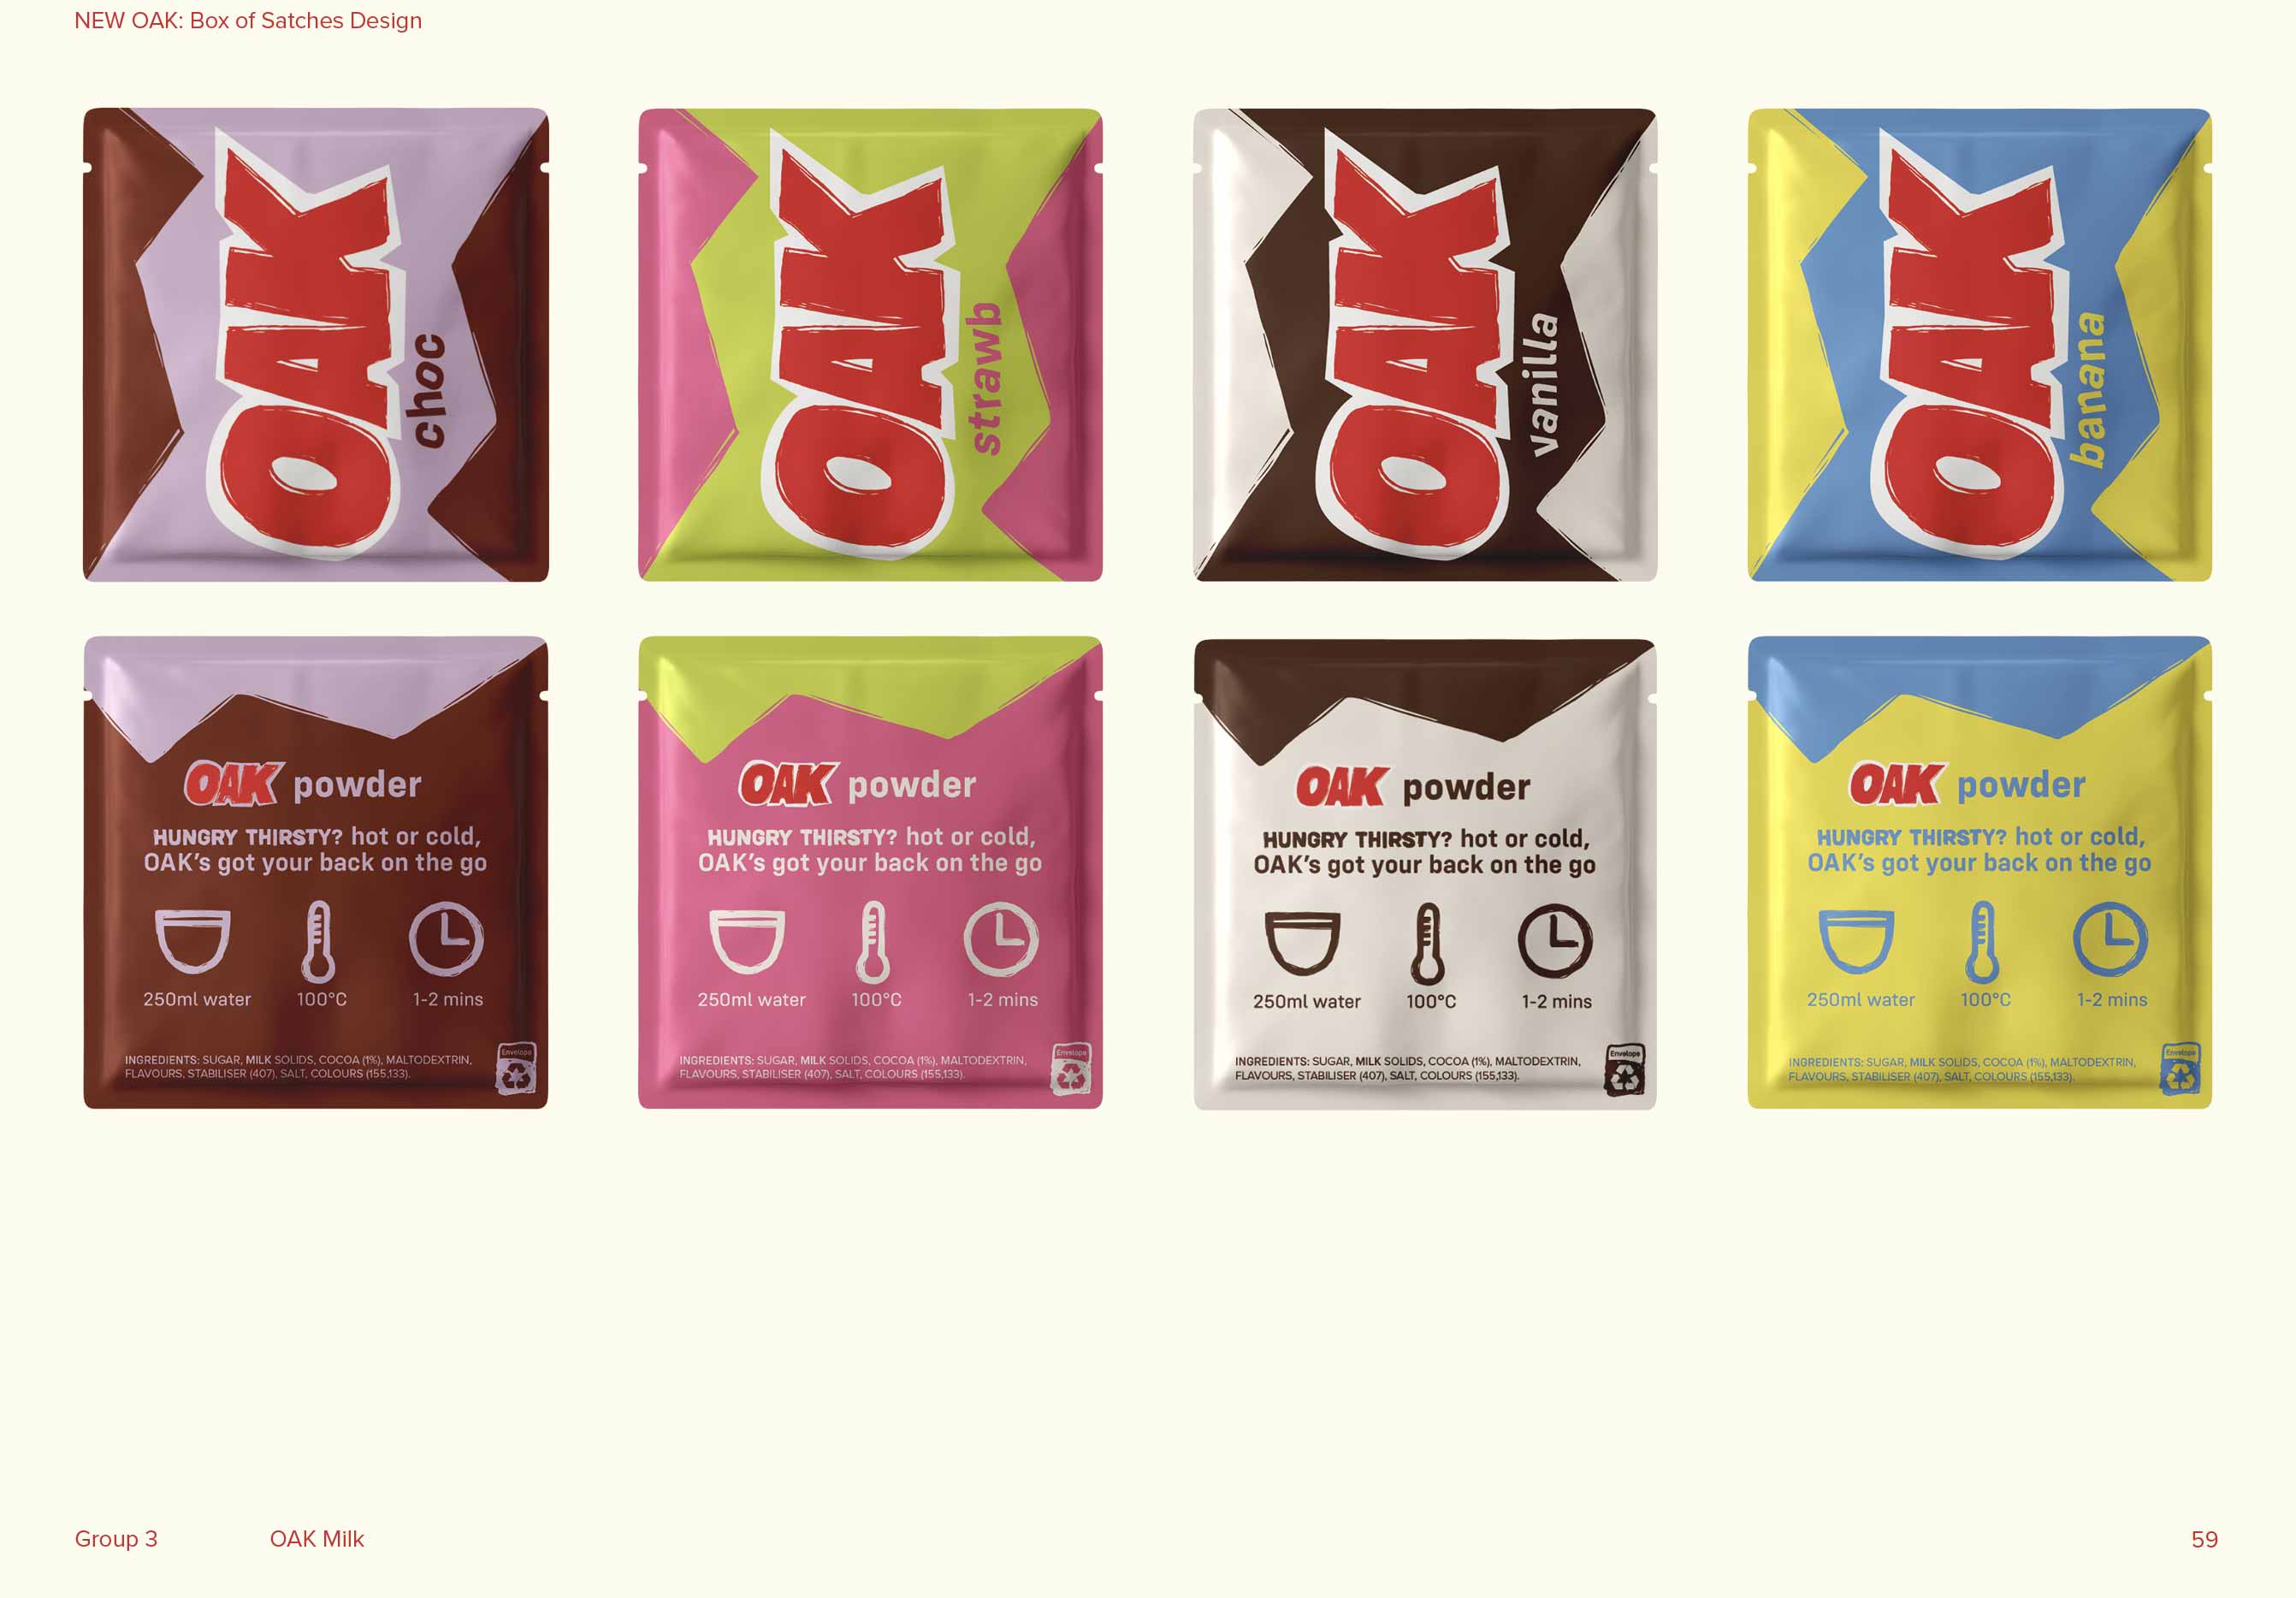 NEW OAK: Box of Satches Design
OAK
choc
OAK
strawb
OAK
vanilla
OAK
banana
OAK powder
HUNGRY THIRSTY? hot or cold,
OAK's got your back on the go
250ml water 100°C 1-2 mins
INGREDIENTS: SUGAR, MILK SOLIDS, COCOA (1%), MALTODEXTRIN,
FLAVOURS, STABILISER (407), SALT, COLOURS (155,133).
Envelope
OAK powder
HUNGRY THIRSTY? hot or cold,
OAK's got your back on the go
250ml water 100°C 1-2 mins
INGREDIENTS: SUGAR, MILK SOLIDS, COCOA (1%), MALTODEXTRIN,
FLAVOURS, STABILISER (407), SALT, COLOURS (155,133).
Envelope
OAK powder
HUNGRY THIRSTY? hot or cold,
OAK's got your back on the go
250ml water 100°C 1-2 mins
INGREDIENTS: SUGAR, MILK SOLIDS, COCOA (1%), MALTODEXTRIN,
FLAVOURS, STABILISER (407), SALT, COLOURS (155,133).
Envelope
OAK powder
HUNGRY THIRSTY? hot or cold,
OAK's got your back on the go
250ml water 100°C 1-2 mins
INGREDIENTS: SUGAR, MILK SOLIDS, COCOA (1%), MALTODEXTRIN,
FLAVOURS, STABILISER (407), SALT, COLOURS (155,133).
Envelope
Group 3 OAK Milk 59